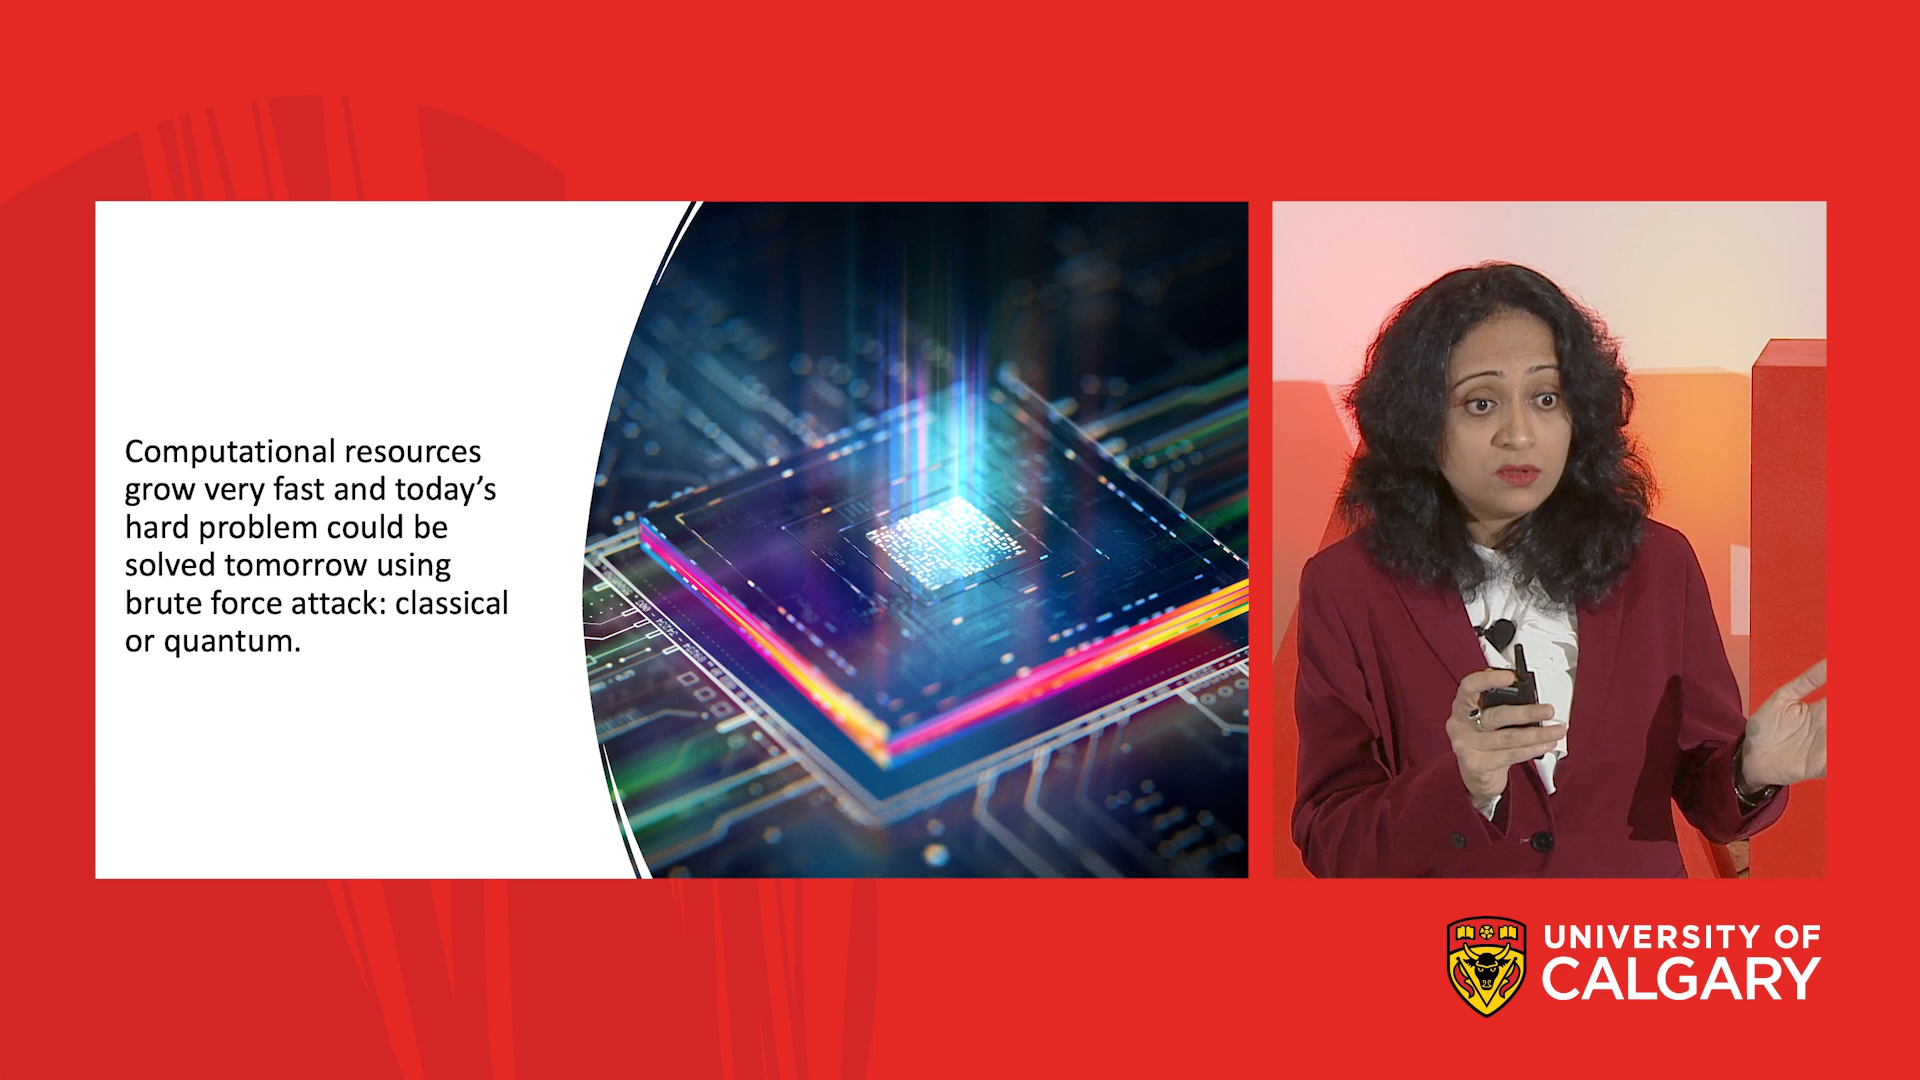 Computational resources
grow very fast and today’s
hard problem could be
solved tomorrow using
brute force attack: classical
or quantum.
UNIVERSITY OF
CALGARY